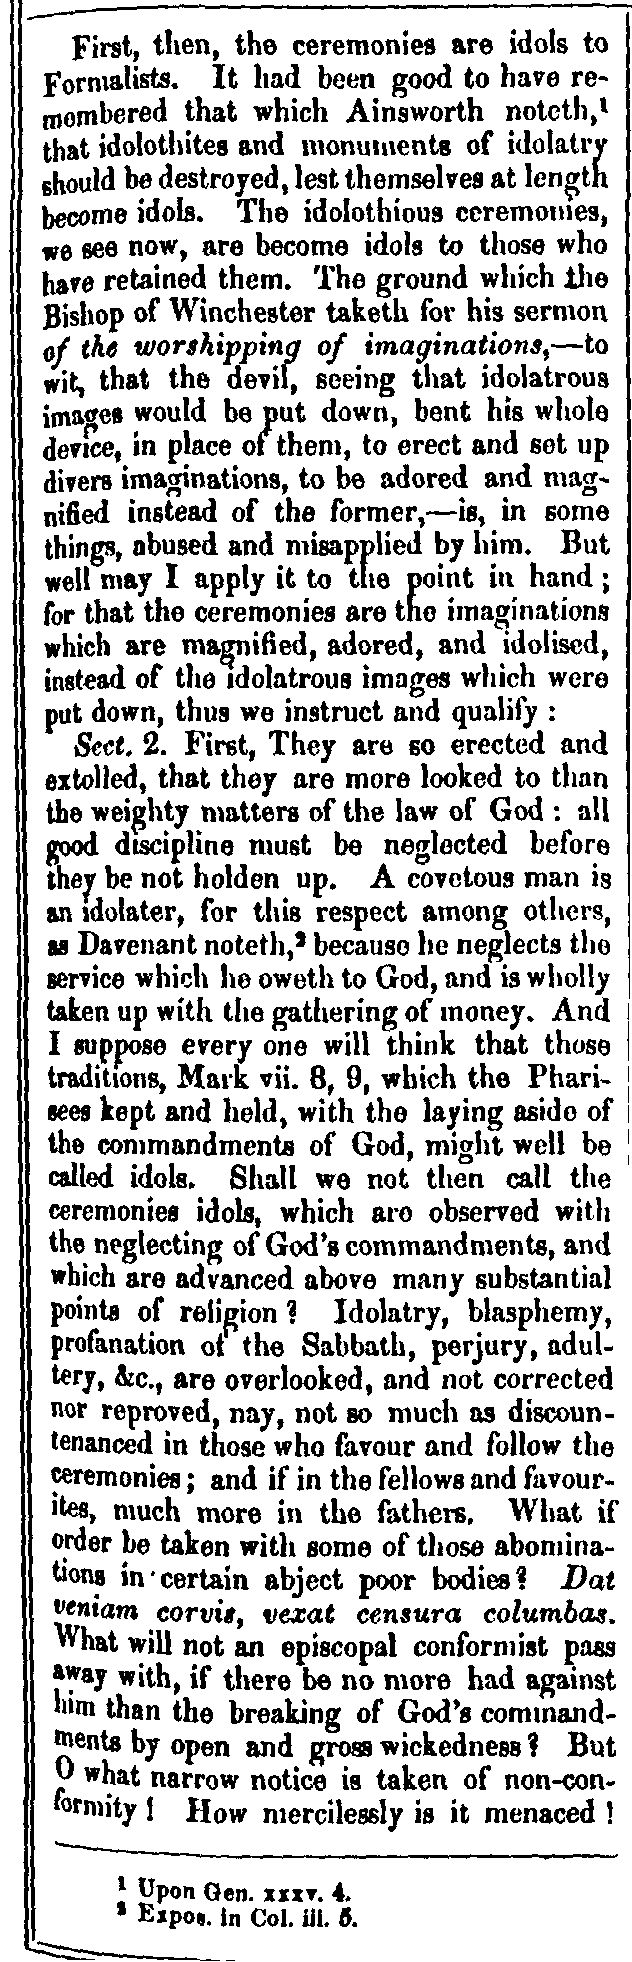 First, then, the ceremonies are idols to
Formalists. It had been good to have re-
membered that which Ainsworth noteth,¹
that idolothites and monuments of idolatry
should be destroyed, lest themselves at length
become idols. The idolothious ceremonies,
we see now, are become idols to those who
have retained them. The ground which the
Bishop of Winchester taketh for his sermon
of the worshipping of imaginations,—to
wit, that the devil, seeing that idolatrous
images would be put down, bent his whole
device, in place of them, to erect and set up
divers imaginations, to be adored and mag-
nified instead of the former,—is, in some
things, abused and misapplied by him. But
well may I apply it to the point in hand;
for that the ceremonies are the imaginations
which are magnified, adored, and idolised,
instead of the idolatrous images which were
put down, thus we instruct and qualify:
Sect. 2. First, They are so erected and
extolled, that they are more looked to than
the weighty matters of the law of God: all
good discipline must be neglected before
they be not holden up. A covetous man is
an idolater, for this respect among others,
as Davenant noteth,² because he neglects the
service which he oweth to God, and is wholly
taken up with the gathering of money. And
I suppose every one will think that those
traditions, Mark vii. 8, 9, which the Phari-
sees kept and held, with the laying aside of
the commandments of God, might well be
called idols. Shall we not then call the
ceremonies idols, which are observed with
the neglecting of God's commandments, and
which are advanced above many substantial
points of religion? Idolatry, blasphemy,
profanation of the Sabbath, perjury, adul-
tery, &c., are overlooked, and not corrected
nor reproved, nay, not so much as discoun-
tenanced in those who favour and follow the
ceremonies; and if in the fellows and favour-
ites, much more in the fathers. What if
order be taken with some of those abomina-
tions in certain abject poor bodies? Dat
veniam corvis, vexat censura columbas.
What will not an episcopal conformist pass
away with, if there be no more had against
him than the breaking of God's command-
ments by open and gross wickedness? But
O what narrow notice is taken of non-con-
formity! How mercilessly is it menaced!
¹ Upon Gen. xxxv. 4.
² Expos. in Col. iii. 5.